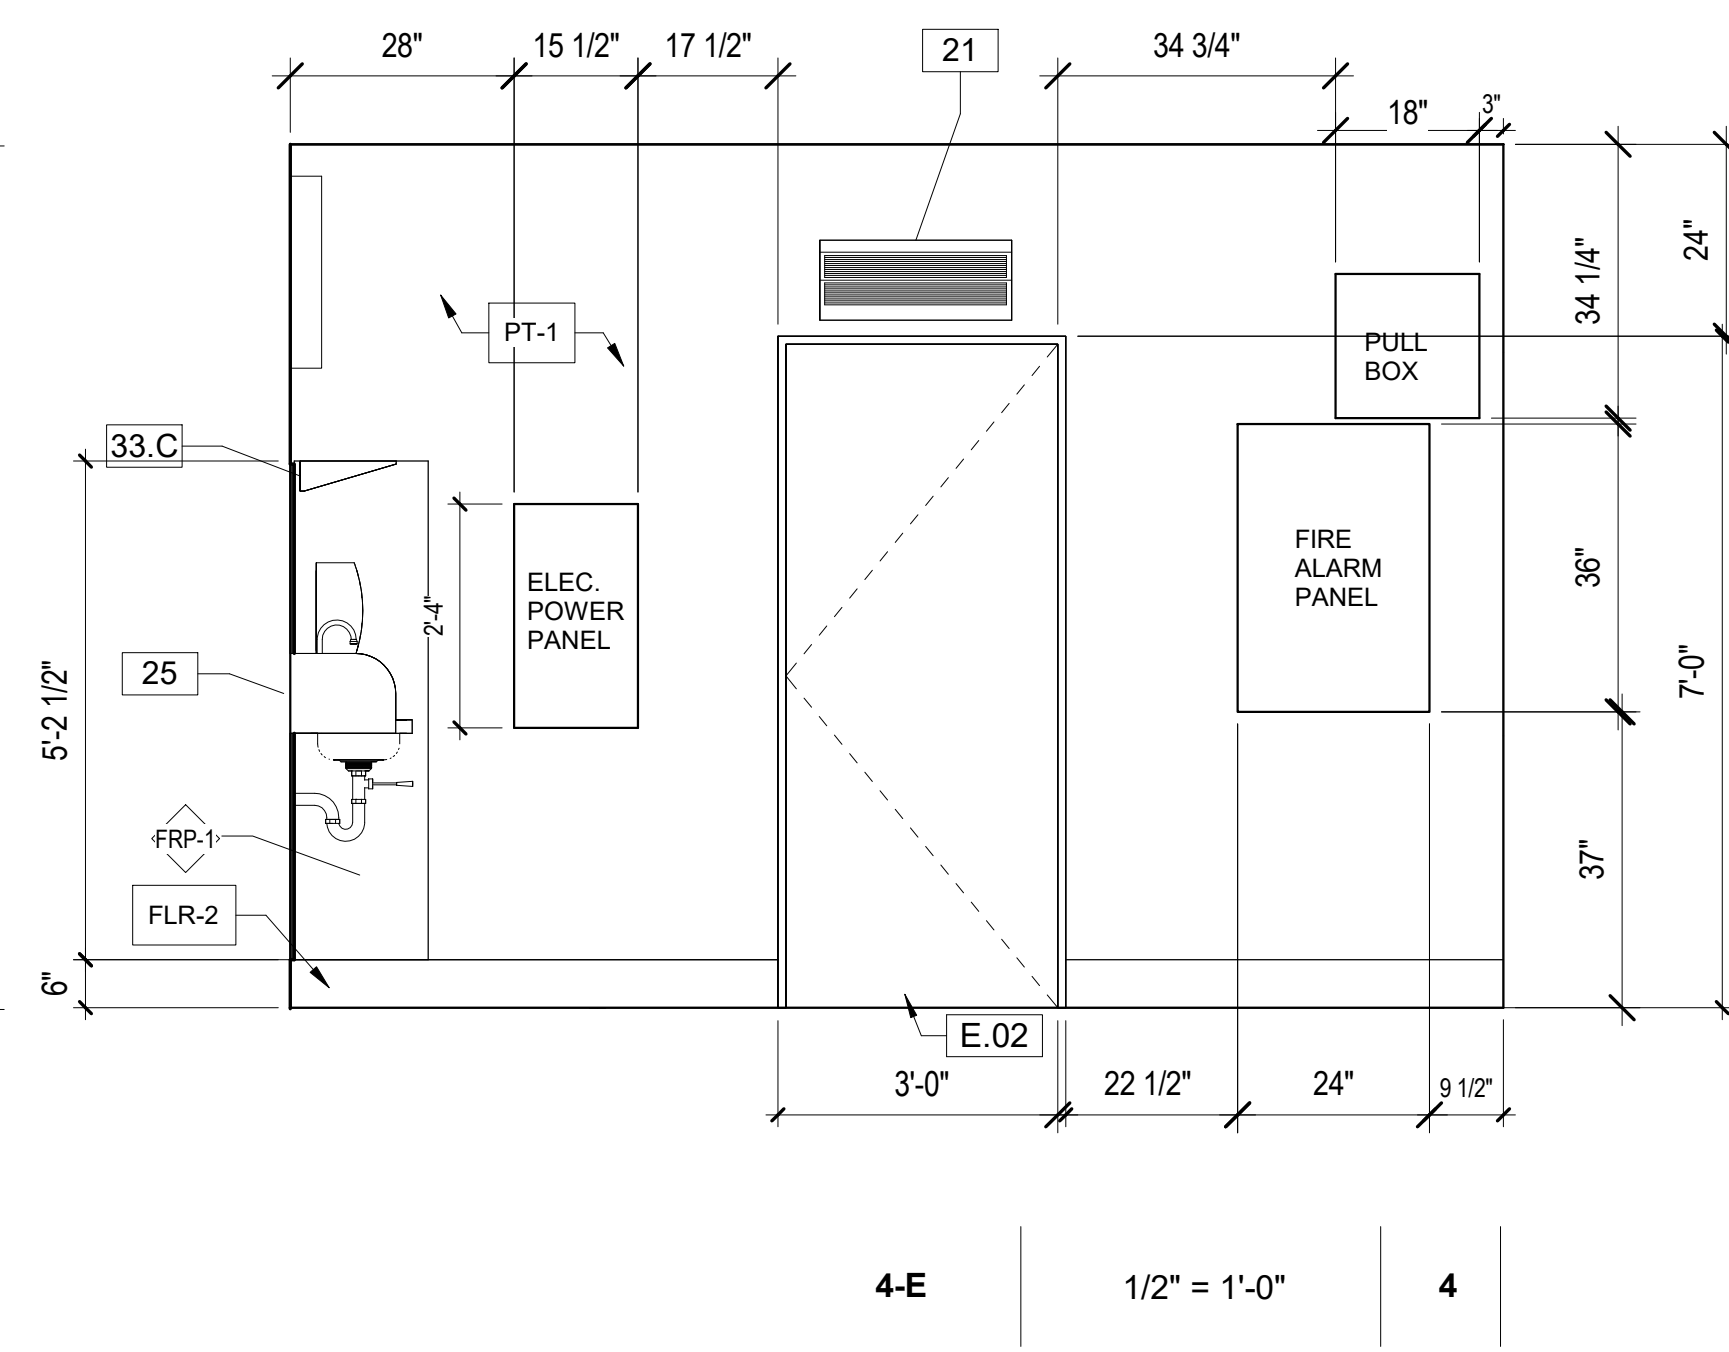 28" 15 1/2" 17 1/2" 21 34 3/4"
18" 3"
24"
34 1/4"
PT-1
PULL
BOX
33.C
FIRE
ALARM
PANEL
36"
ELEC.
POWER
PANEL
2'-4"
25
5'-2 1/2"
7'-0"
FRP-1
37"
FLR-2
6"
E.02
3'-0" 22 1/2" 24" 9 1/2"
4-E 1/2" = 1'-0" 4